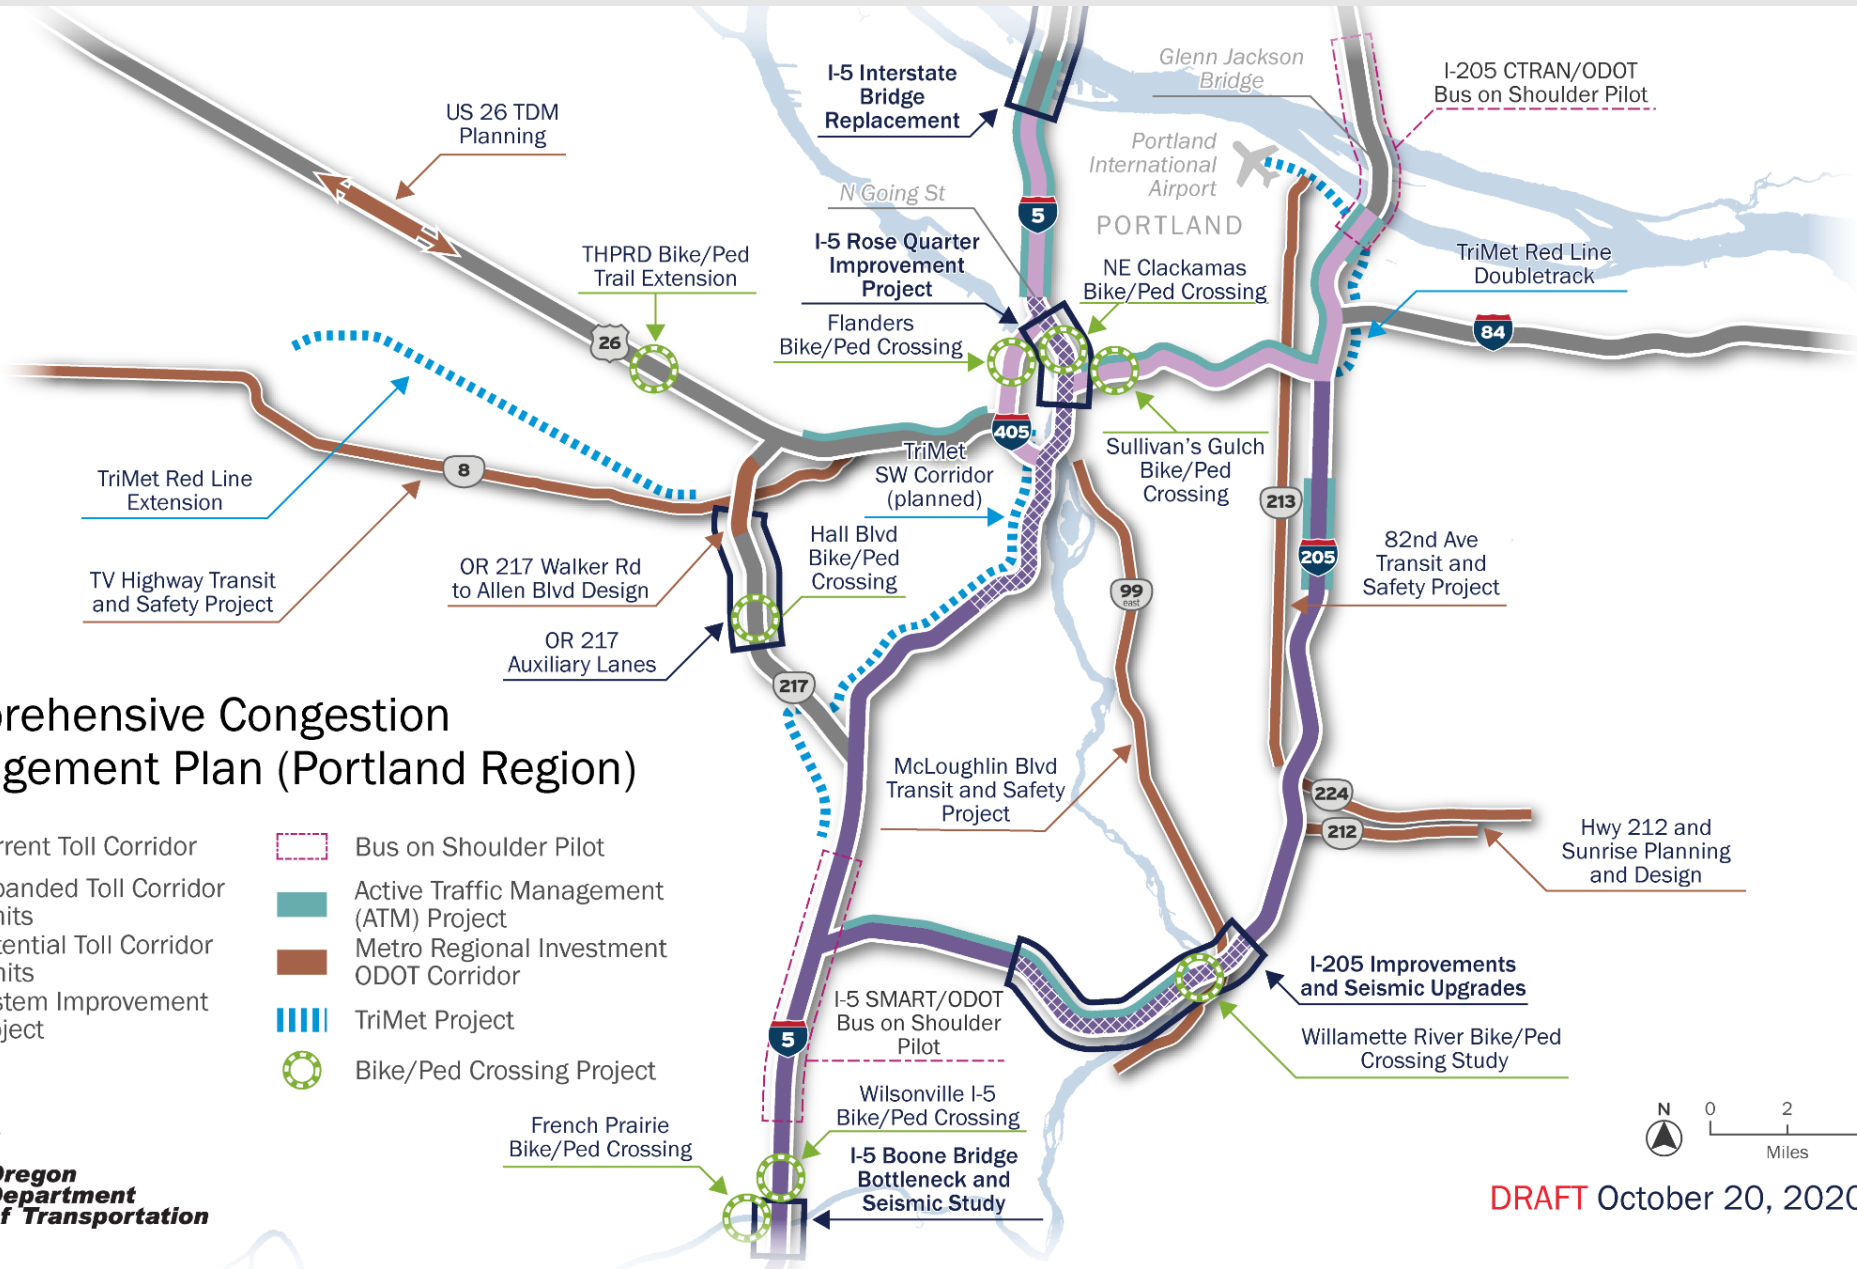 I-5 Interstate
Bridge
Replacement
Glenn Jackson
Bridge
I-205 CTRAN/ODOT
Bus on Shoulder Pilot
US 26 TDM
Planning
Portland
International
Airport
N Going St
5
PORTLAND
I-5 Rose Quarter
Improvement
Project
THPRD Bike/Ped
Trail Extension
NE Clackamas
Bike/Ped Crossing
TriMet Red Line
Doubletrack
Flanders
Bike/Ped Crossing
26
84
405
8
TriMet
SW Corridor
(planned)
Sullivan's Gulch
Bike/Ped
Crossing
TriMet Red Line
Extension
213
205
Hall Blvd
Bike/Ped
Crossing
82nd Ave
Transit and
Safety Project
OR 217 Walker Rd
to Allen Blvd Design
TV Highway Transit
and Safety Project
99
east
OR 217
Auxiliary Lanes
217
rehensive Congestion
gement Plan (Portland Region)
McLoughlin Blvd
Transit and Safety
Project
224
212
Hwy 212 and
Sunrise Planning
and Design
rrent Toll Corridor
panded Toll Corridor
its
tential Toll Corridor
its
stem Improvement
ject
Bus on Shoulder Pilot
Active Traffic Management
(ATM) Project
Metro Regional Investment
ODOT Corridor
TriMet Project
Bike/Ped Crossing Project
I-205 Improvements
and Seismic Upgrades
I-5 SMART/ODOT
Bus on Shoulder
Pilot
5
Willamette River Bike/Ped
Crossing Study
Wilsonville I-5
Bike/Ped Crossing
French Prairie
Bike/Ped Crossing
I-5 Boone Bridge
Bottleneck and
Seismic Study
N
0 2
Miles
Oregon
Department
f Transportation
DRAFT October 20, 2020